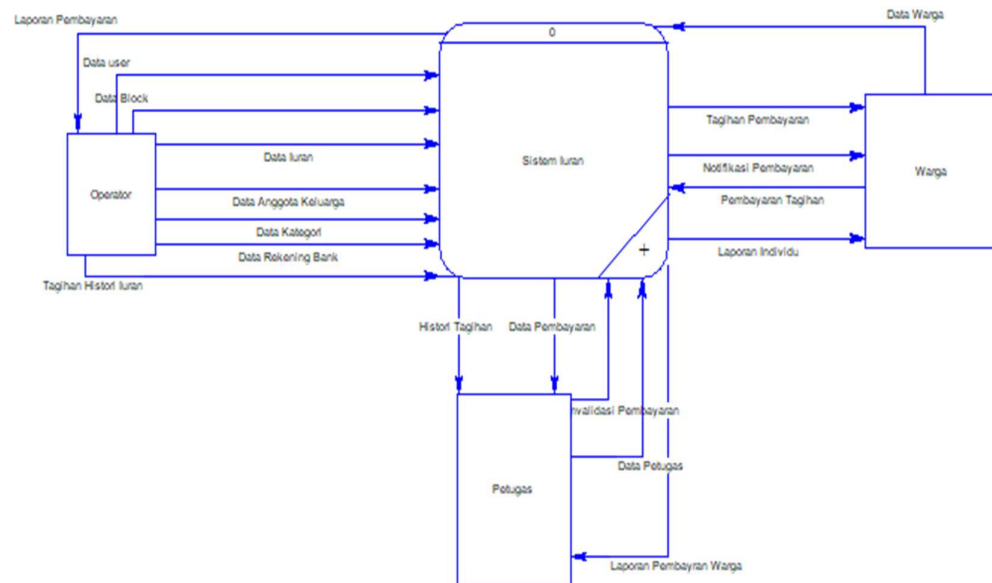 Laporan Pembayaran
Data Warga
0
Data user
Data Block
Tagihan Pembayaran
Data Iuran
Sistem Iuran
Notifikasi Pembayaran
Warga
Operator
Pembayaran Tagihan
Data Anggota Keluarga
Data Kategori
+
Laporan Individu
Data Rekening Bank
Tagihan Histori Iuran
Histori Tagihan
Data Pembayaran
nvalidasi Pembayaran
Data Petugas
Petugas
Laporan Pembayran Warga